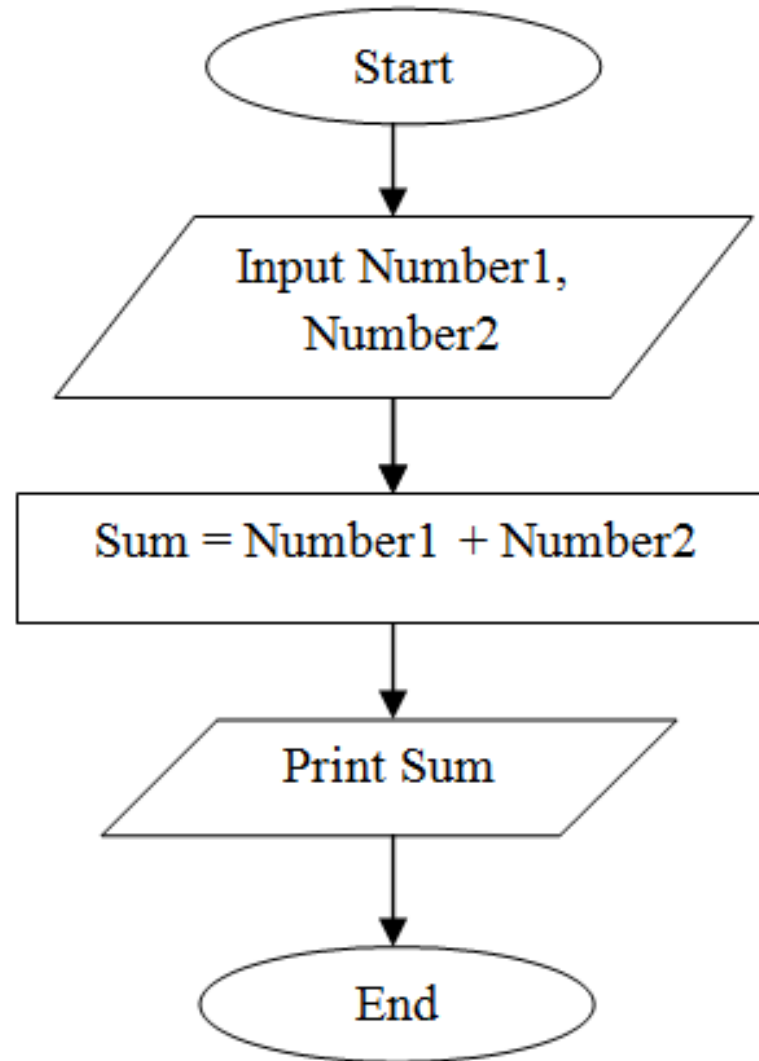 Start
Input Number1,
Number2
Sum = Number1 + Number2
Print Sum
End